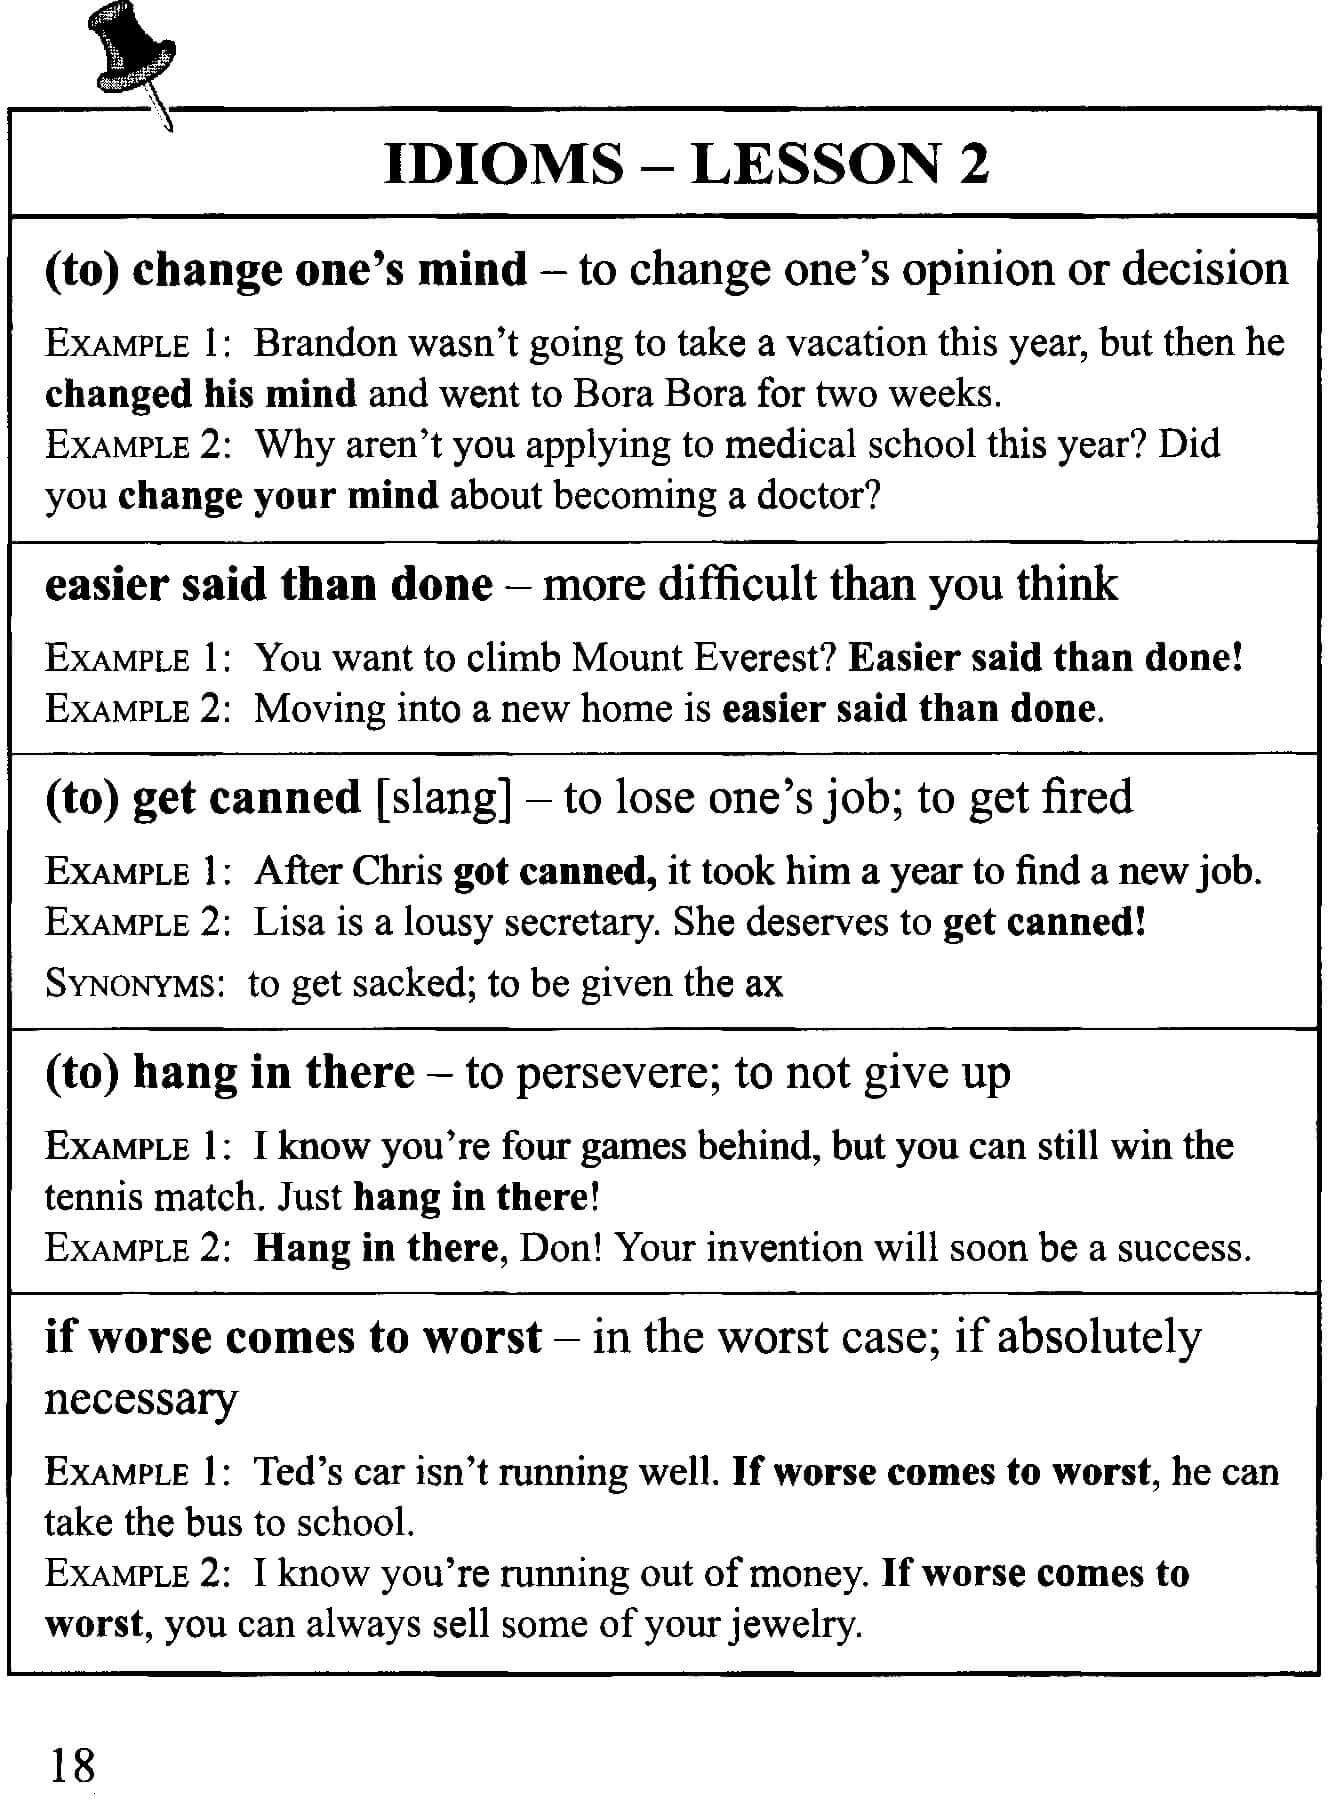 IDIOMS – LESSON 2
(to) change one's mind – to change one's opinion or decision
EXAMPLE 1: Brandon wasn't going to take a vacation this year, but then he
changed his mind and went to Bora Bora for two weeks.
EXAMPLE 2: Why aren't you applying to medical school this year? Did
you change your mind about becoming a doctor?
easier said than done – more difficult than you think
EXAMPLE 1: You want to climb Mount Everest? Easier said than done!
EXAMPLE 2: Moving into a new home is easier said than done.
(to) get canned [slang] – to lose one's job; to get fired
EXAMPLE 1: After Chris got canned, it took him a year to find a new job.
EXAMPLE 2: Lisa is a lousy secretary. She deserves to get canned!
SYNONYMS: to get sacked; to be given the ax
(to) hang in there – to persevere; to not give up
EXAMPLE 1: I know you're four games behind, but you can still win the
tennis match. Just hang in there!
EXAMPLE 2: Hang in there, Don! Your invention will soon be a success.
if worse comes to worst – in the worst case; if absolutely
necessary
EXAMPLE 1: Ted's car isn't running well. If worse comes to worst, he can
take the bus to school.
EXAMPLE 2: I know you're running out of money. If worse comes to
worst, you can always sell some of your jewelry.
18